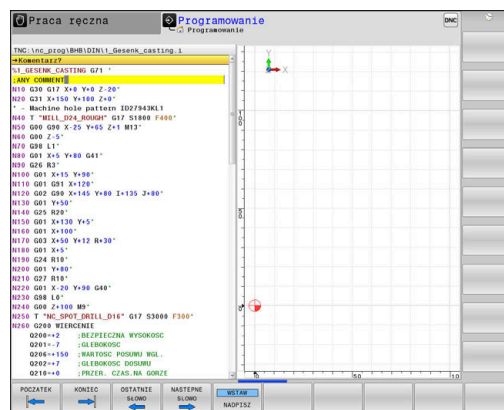 Praca ręczna
Programowanie
Programowanie
DNC
TNC:\nc_prog\BHB\DIN\1_Gesenk_casting.i
→Komentarz?
%1_GESENK_CASTING G71 *
;ANY COMMENT
N10 G30 G17 X+0 Y+0 Z-20*
N20 G31 X+150 Y+100 Z+0*
* - Machine hole pattern ID27943KL1
N40 T "MILL_D24_ROUGH" G17 S1800 F400*
N50 G00 G90 X-25 Y+65 Z+1 M13*
N60 G00 Z-5*
N70 G98 L1*
N80 G01 X+5 Y+80 G41*
N90 G26 R3*
N100 G01 X+15 Y+90*
N110 G01 G91 X+120*
N120 G02 G90 X+145 Y+80 I+135 J+80*
N130 G01 Y+50*
N140 G25 R20*
N150 G01 X+130 Y+5*
N160 G01 X+100*
N170 G03 X+50 Y+12 R+30*
N180 G01 X+5*
N190 G24 R10*
N200 G01 Y+80*
N210 G27 R10*
N220 G01 X-20 Y+90 G40*
N230 G98 L0*
N240 G00 Z+100 M9*
N250 T "NC_SPOT_DRILL_D16" G17 S3000 F300*
N260 G200 WIERCENIE
Q200=+2 ;BEZPIECZNA WYSOKOSC
Q201=-7 ;GLEBOKOSC
Q206=+150 ;WARTOSC POSUWU WGL.
Q202=+7 ;GLEBOKOSC DOSUWU
Q210=+0 ;PRZER. CZAS.NA GORZE
Y
X
100
50
0
0
50
10
POCZATEK
KONIEC
OSTATNIE
SŁOWO
NASTEPNE
SŁOWO
WSTAW
NADPISZ